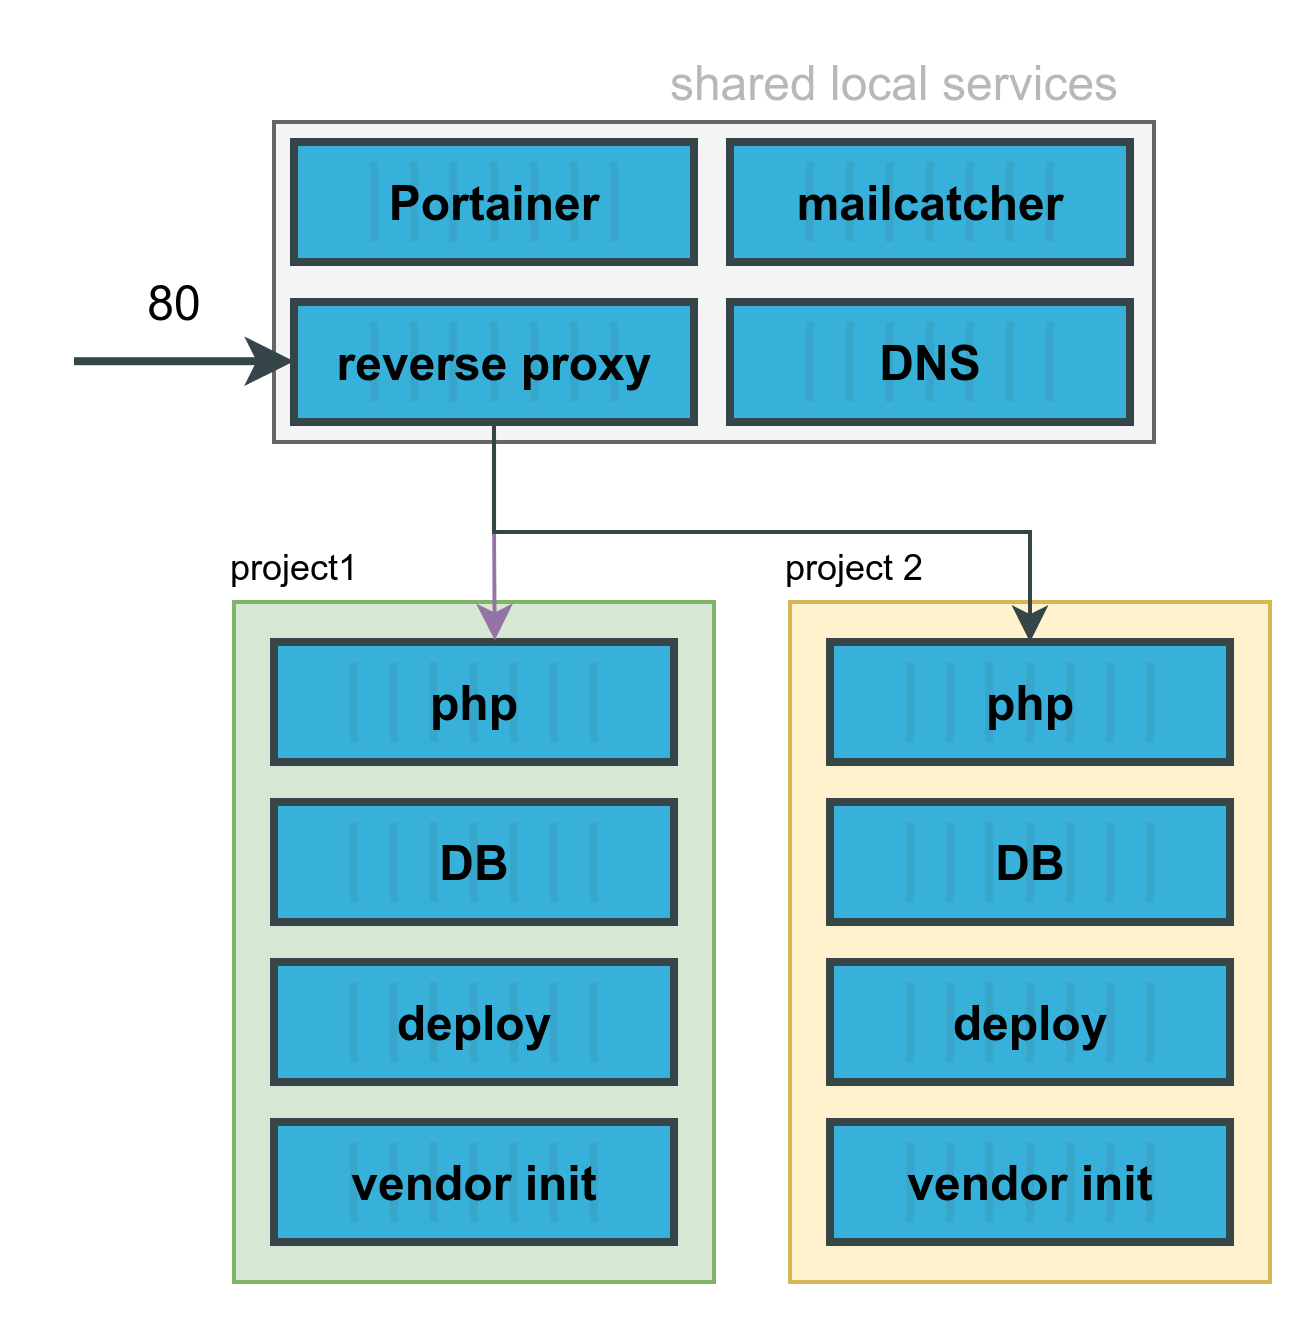 shared local services
Portainer
mailcatcher
80
reverse proxy
DNS
project1
project 2
php
DB
deploy
vendor init
php
DB
deploy
vendor init